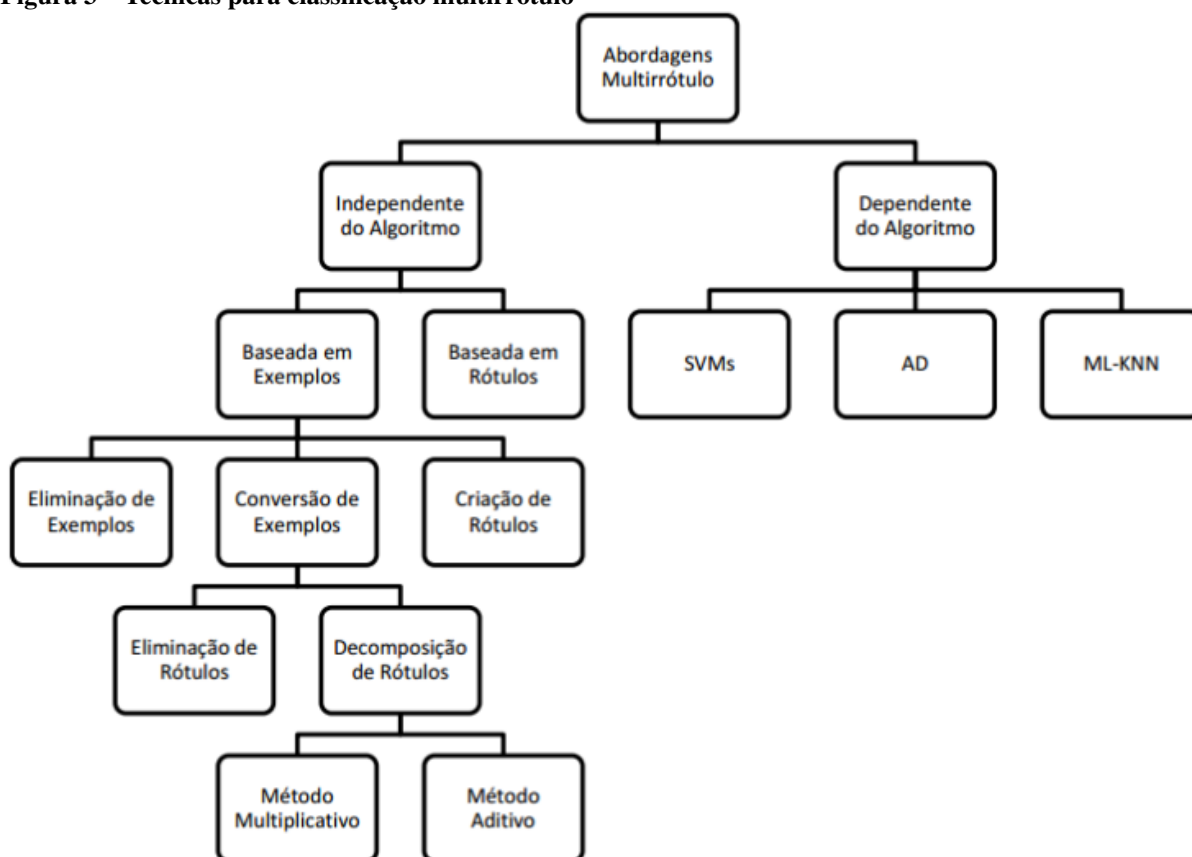 Figura 5 – Técnicas para classificação multirrótulo
Abordagens
Multirrótulo
Independente
do Algoritmo
Dependente
do Algoritmo
Baseada em
Exemplos
Baseada em
Rótulos
SVMs
AD
ML-KNN
Eliminação de
Exemplos
Conversão de
Exemplos
Criação de
Rótulos
Eliminação de
Rótulos
Decomposição
de Rótulos
Método
Multiplicativo
Método
Aditivo